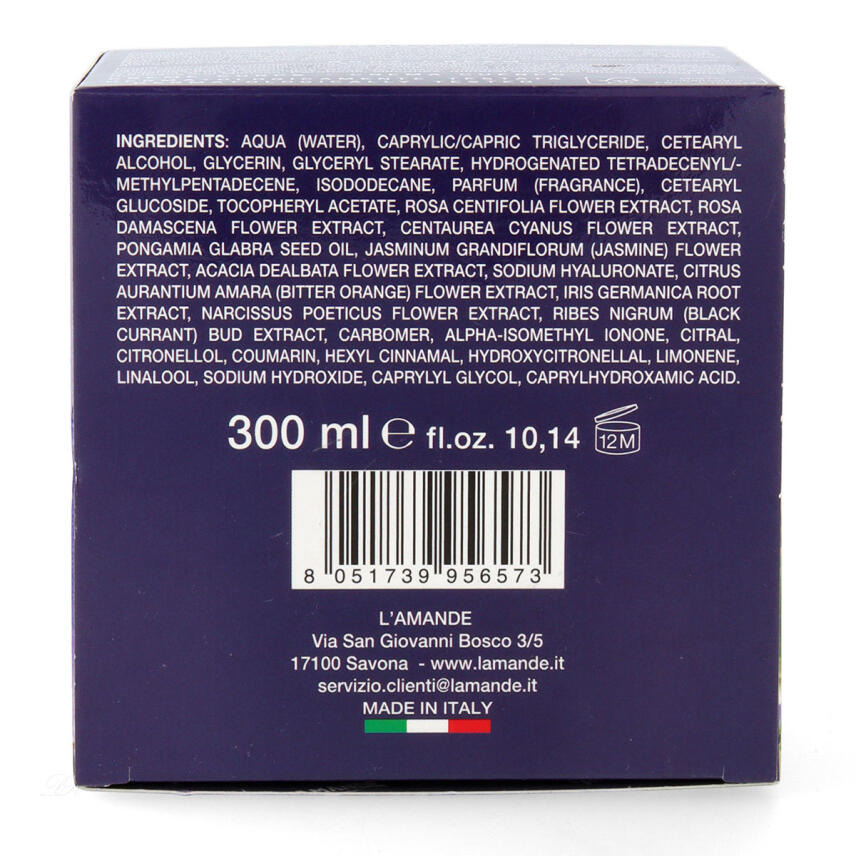 INGREDIENTS: AQUA (WATER), CAPRYLIC/CAPRIC TRIGLYCERIDE, CETEARYL
ALCOHOL, GLYCERIN, GLYCERYL STEARATE, HYDROGENATED TETRADECENYL/-
METHYLPENTADECENE, ISODODECANE, PARFUM (FRAGRANCE), CETEARYL
GLUCOSIDE, TOCOPHERYL ACETATE, ROSA CENTIFOLIA FLOWER EXTRACT, ROSA
DAMASCENA FLOWER EXTRACT, CENTAUREA CYANUS FLOWER EXTRACT,
PONGAMIA GLABRA SEED OIL, JASMINUM GRANDIFLORUM (JASMINE) FLOWER
EXTRACT, ACACIA DEALBATA FLOWER EXTRACT, SODIUM HYALURONATE, CITRUS
AURANTIUM AMARA (BITTER ORANGE) FLOWER EXTRACT, IRIS GERMANICA ROOT
EXTRACT, NARCISSUS POETICUS FLOWER EXTRACT, RIBES NIGRUM (BLACK
CURRANT) BUD EXTRACT, CARBOMER, ALPHA-ISOMETHYL IONONE, CITRAL,
CITRONELLOL, COUMARIN, HEXYL CINNAMAL, HYDROXYCITRONELLAL, LIMONENE,
LINALOOL, SODIUM HYDROXIDE, CAPRYLYL GLYCOL, CAPRYLHYDROXAMIC ACID.
300 ml e fl.oz. 10,14 12M
8 051739 956573
L'AMANDE
Via San Giovanni Bosco 3/5
17100 Savona - www.lamande.it
servizio.clienti@lamande.it
MADE IN ITALY